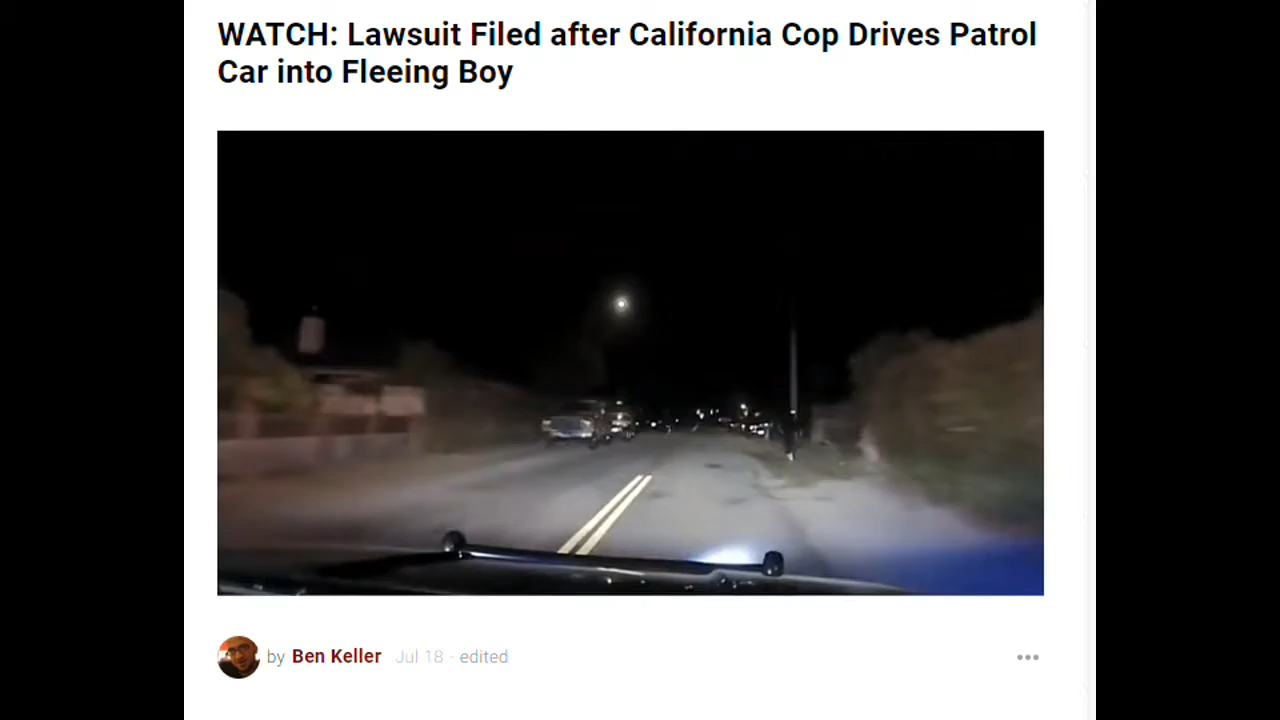 WATCH: Lawsuit Filed after California Cop Drives Patrol
Car into Fleeing Boy
by Ben Keller Jul 18 · edited